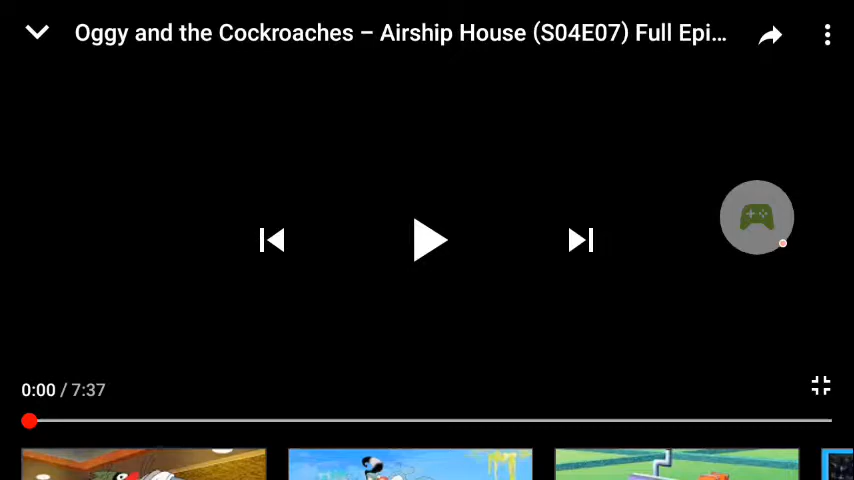 Oggy and the Cockroaches – Airship House (S04E07) Full Epi...
0:00 / 7:37